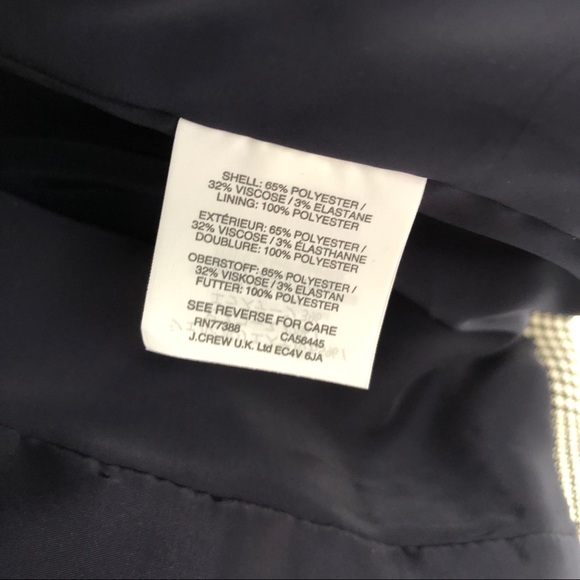 SHELL: 65% POLYESTER /
32% VISCOSE / 3% ELASTANE
LINING: 100% POLYESTER
EXTÉRIEUR: 65% POLYESTER /
32% VISCOSE / 3% ÉLASTHANNE
DOUBLURE: 100% POLYESTER
OBERSTOFF: 65% POLYESTER /
32% VISKOSE / 3% ELASTAN
FUTTER: 100% POLYESTER
SEE REVERSE FOR CARE
RN77388 CA56445
J.CREW U.K. Ltd EC4V 6JA